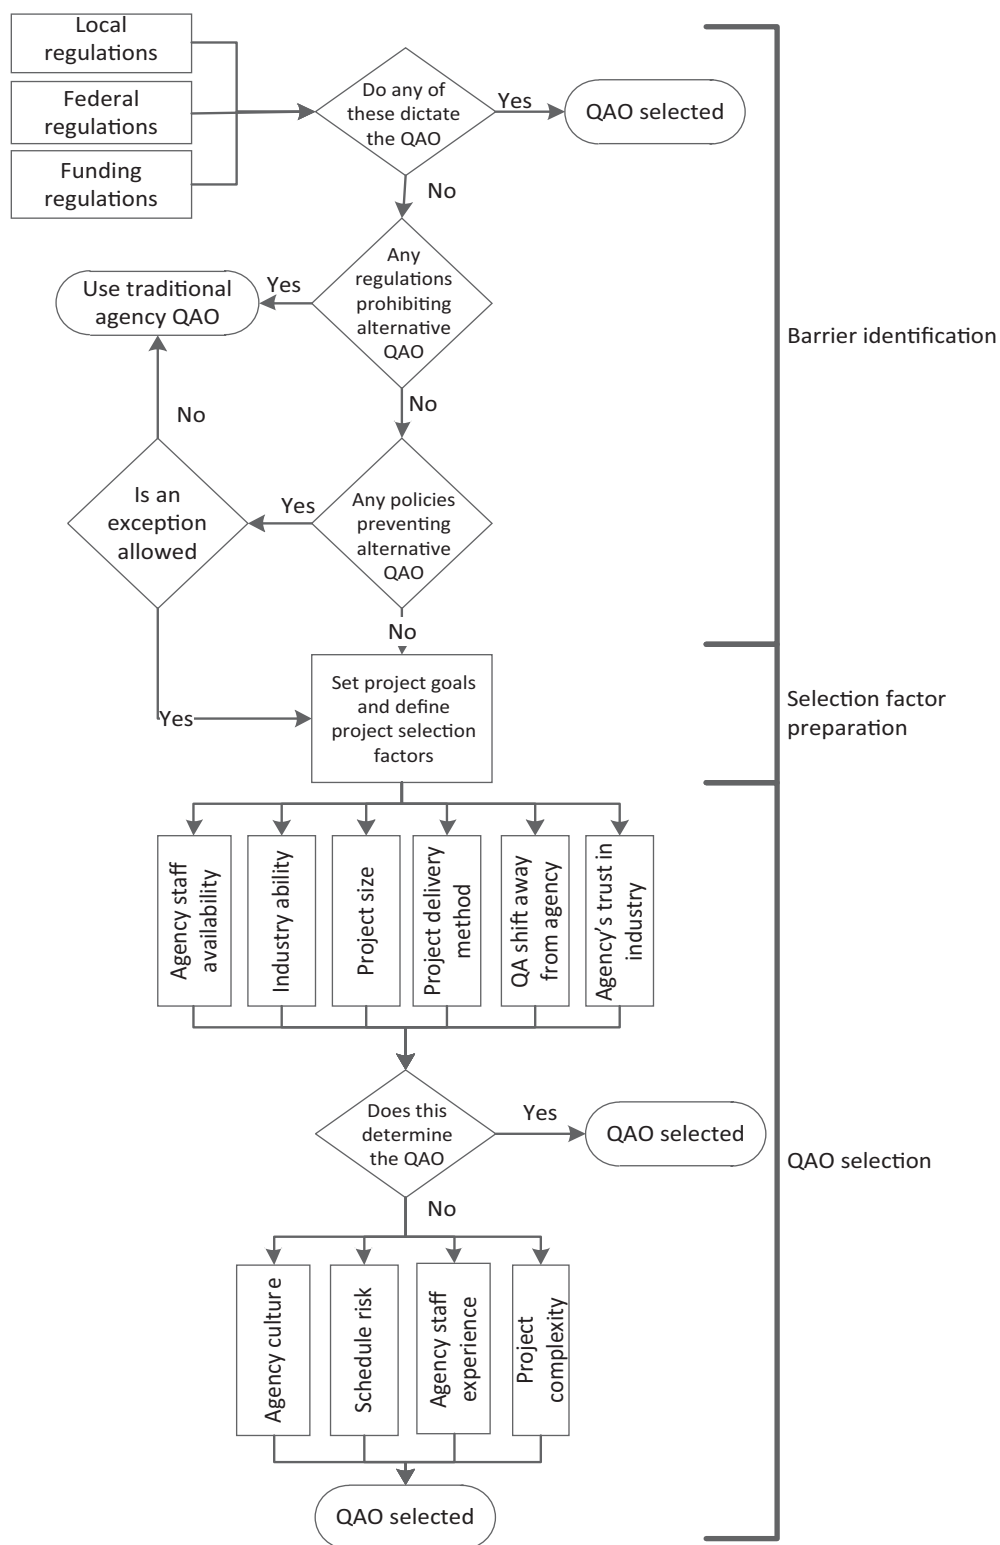 Local
regulations
Federal
regulations
Funding
regulations
Do any of
these dictate
the QAO
Yes
QAO selected
No
Any
regulations
prohibiting
alternative
QAO
Yes
Use traditional
agency QAO
No
No
Any policies
preventing
alternative
QAO
Yes
Is an
exception
allowed
Barrier identification
No
Yes
Set project goals
and define
project selection
factors
Selection factor
preparation
Agency staff
availability
Industry ability
Project size
Project delivery
method
QA shift away
from agency
Agency’s trust in
industry
Does this
determine
the QAO
Yes
QAO selected
QAO selection
No
Agency culture
Schedule risk
Agency staff
experience
Project
complexity
QAO selected